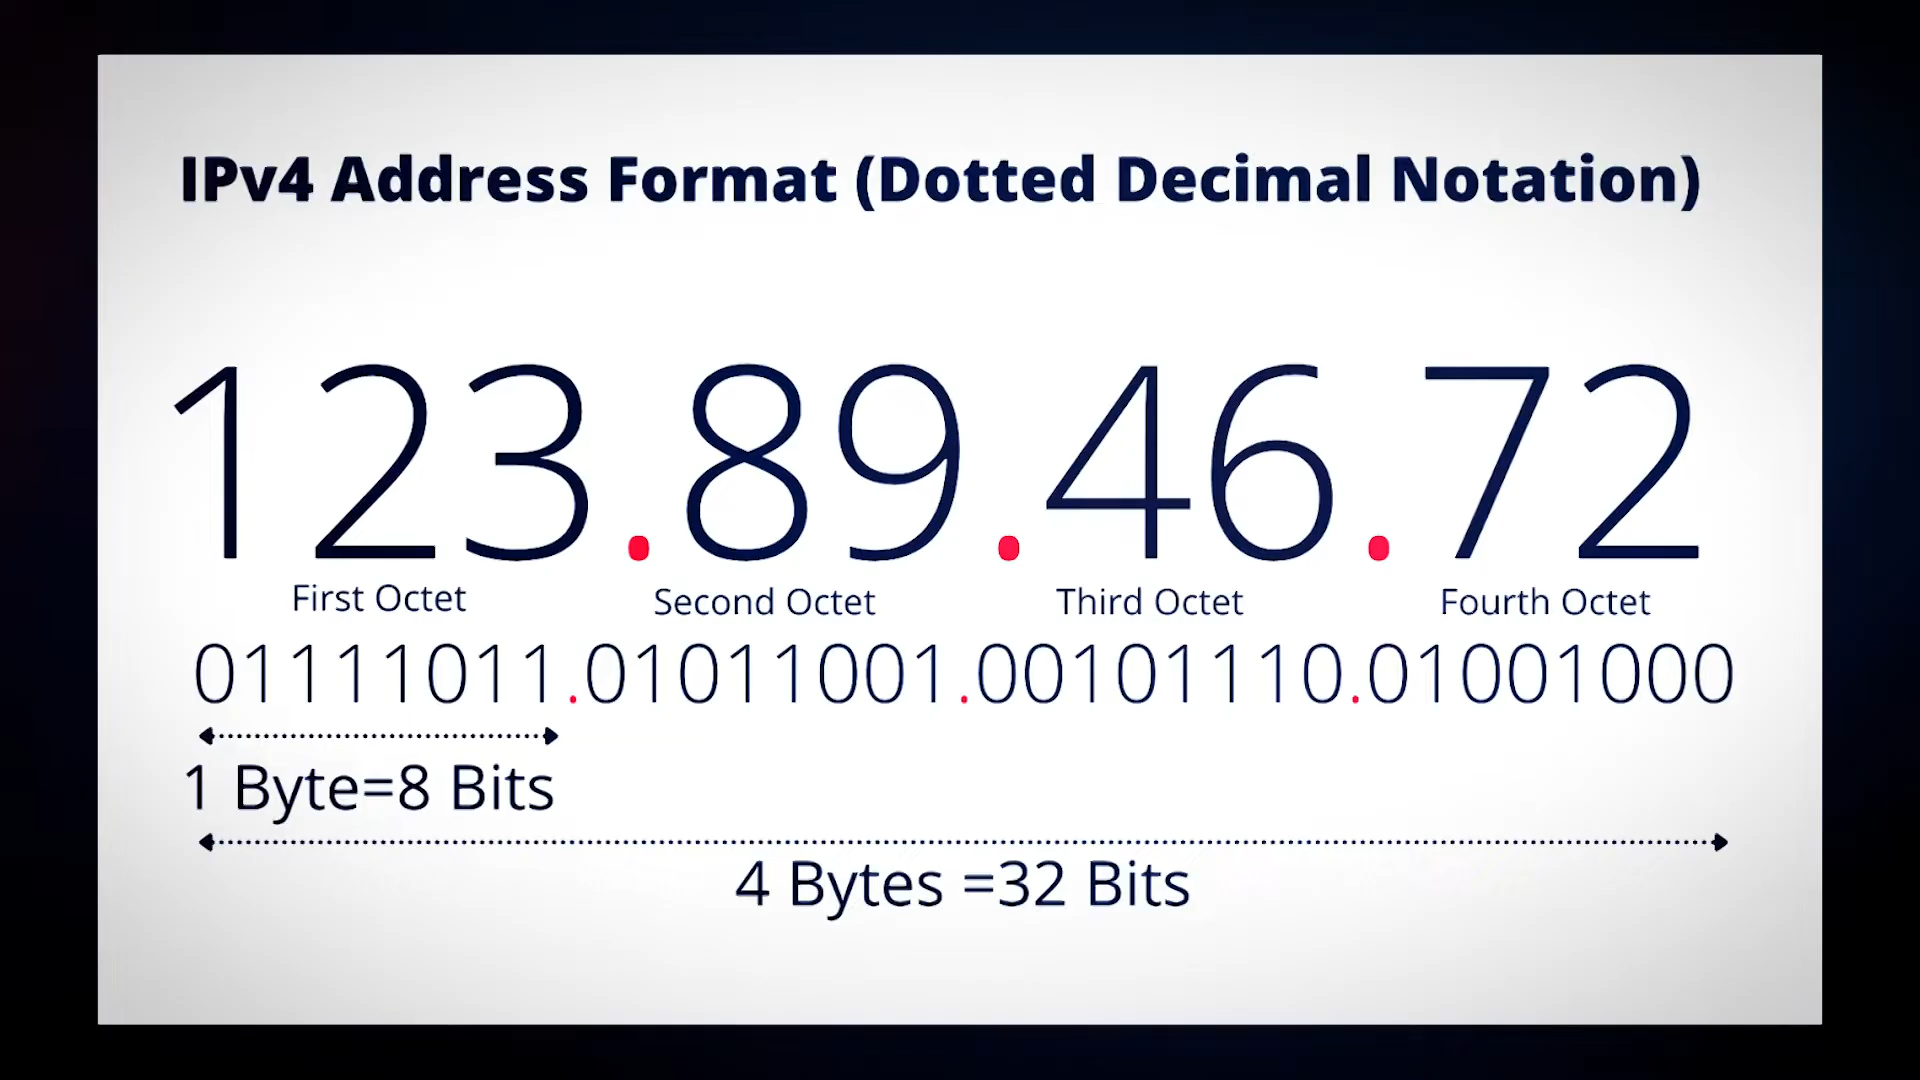 IPv4 Address Format (Dotted Decimal Notation)
123.89.46.72
First Octet Second Octet Third Octet Fourth Octet
01111011.01011001.00101110.01001000
1 Byte=8 Bits
4 Bytes =32 Bits